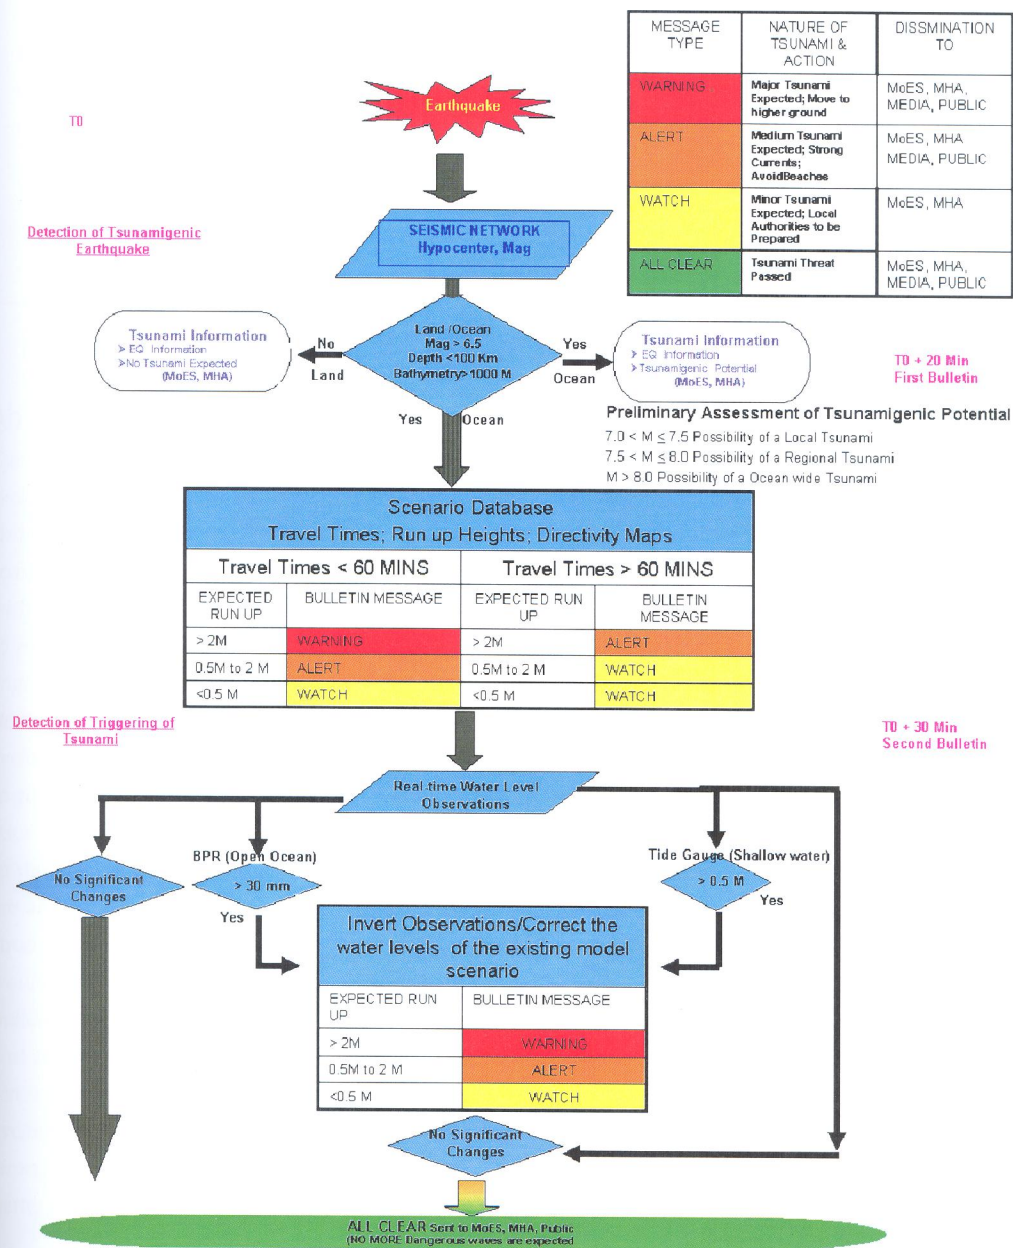 MESSAGE
TYPE
NATURE OF
TSUNAMI &
ACTION
DISSMINATION
TO
WARNING
Major Tsunami
Expected; Move to
higher ground
MoES, MHA,
MEDIA, PUBLIC
ALERT
Medium Tsunami
Expected; Strong
Currents;
AvoidBeaches
MoES, MHA
MEDIA, PUBLIC
WATCH
Minor Tsunami
Expected; Local
Authorities to be
Prepared
MoES, MHA
ALL CLEAR
Tsunami Threat
Passed
MoES, MHA,
MEDIA, PUBLIC
T0
Earthquake
Detection of Tsunamigenic
Earthquake
SEISMIC NETWORK
Hypocenter, Mag
Land /Ocean
Mag > 6.5
Depth <100 Km
Bathymetry> 1000 M
No
Land
Yes
Ocean
Tsunami Information
➢ EQ Information
➢No Tsunami Expected
(MoES, MHA)
Tsunami Information
➢ EQ Information
➢Tsunamigenic Potential
(MoES, MHA)
T0 + 20 Min
First Bulletin
Yes Ocean
Preliminary Assessment of Tsunamigenic Potential
7.0 < M ≤ 7.5 Possibility of a Local Tsunami
7.5 < M ≤ 8.0 Possibility of a Regional Tsunami
M > 8.0 Possibility of a Ocean wide Tsunami
Scenario Database
Travel Times; Run up Heights; Directivity Maps
Travel Times < 60 MINS
Travel Times > 60 MINS
EXPECTED
RUN UP
BULLETIN MESSAGE
EXPECTED RUN
UP
BULLETIN
MESSAGE
> 2M WARNING > 2M ALERT
0.5M to 2 M ALERT 0.5M to 2 M WATCH
<0.5 M WATCH <0.5 M WATCH
Detection of Triggering of
Tsunami
T0 + 30 Min
Second Bulletin
Real-time Water Level
Observations
No Significant
Changes
BPR (Open Ocean)
> 30 mm
Yes
Tide Gauge (Shallow water)
> 0.5 M
Yes
Invert Observations/Correct the
water levels of the existing model
scenario
EXPECTED RUN
UP
BULLETIN MESSAGE
> 2M WARNING
0.5M to 2 M ALERT
<0.5 M WATCH
No Significant
Changes
ALL CLEAR Sent to MoES, MHA, Public
(NO MORE Dangerous waves are expected